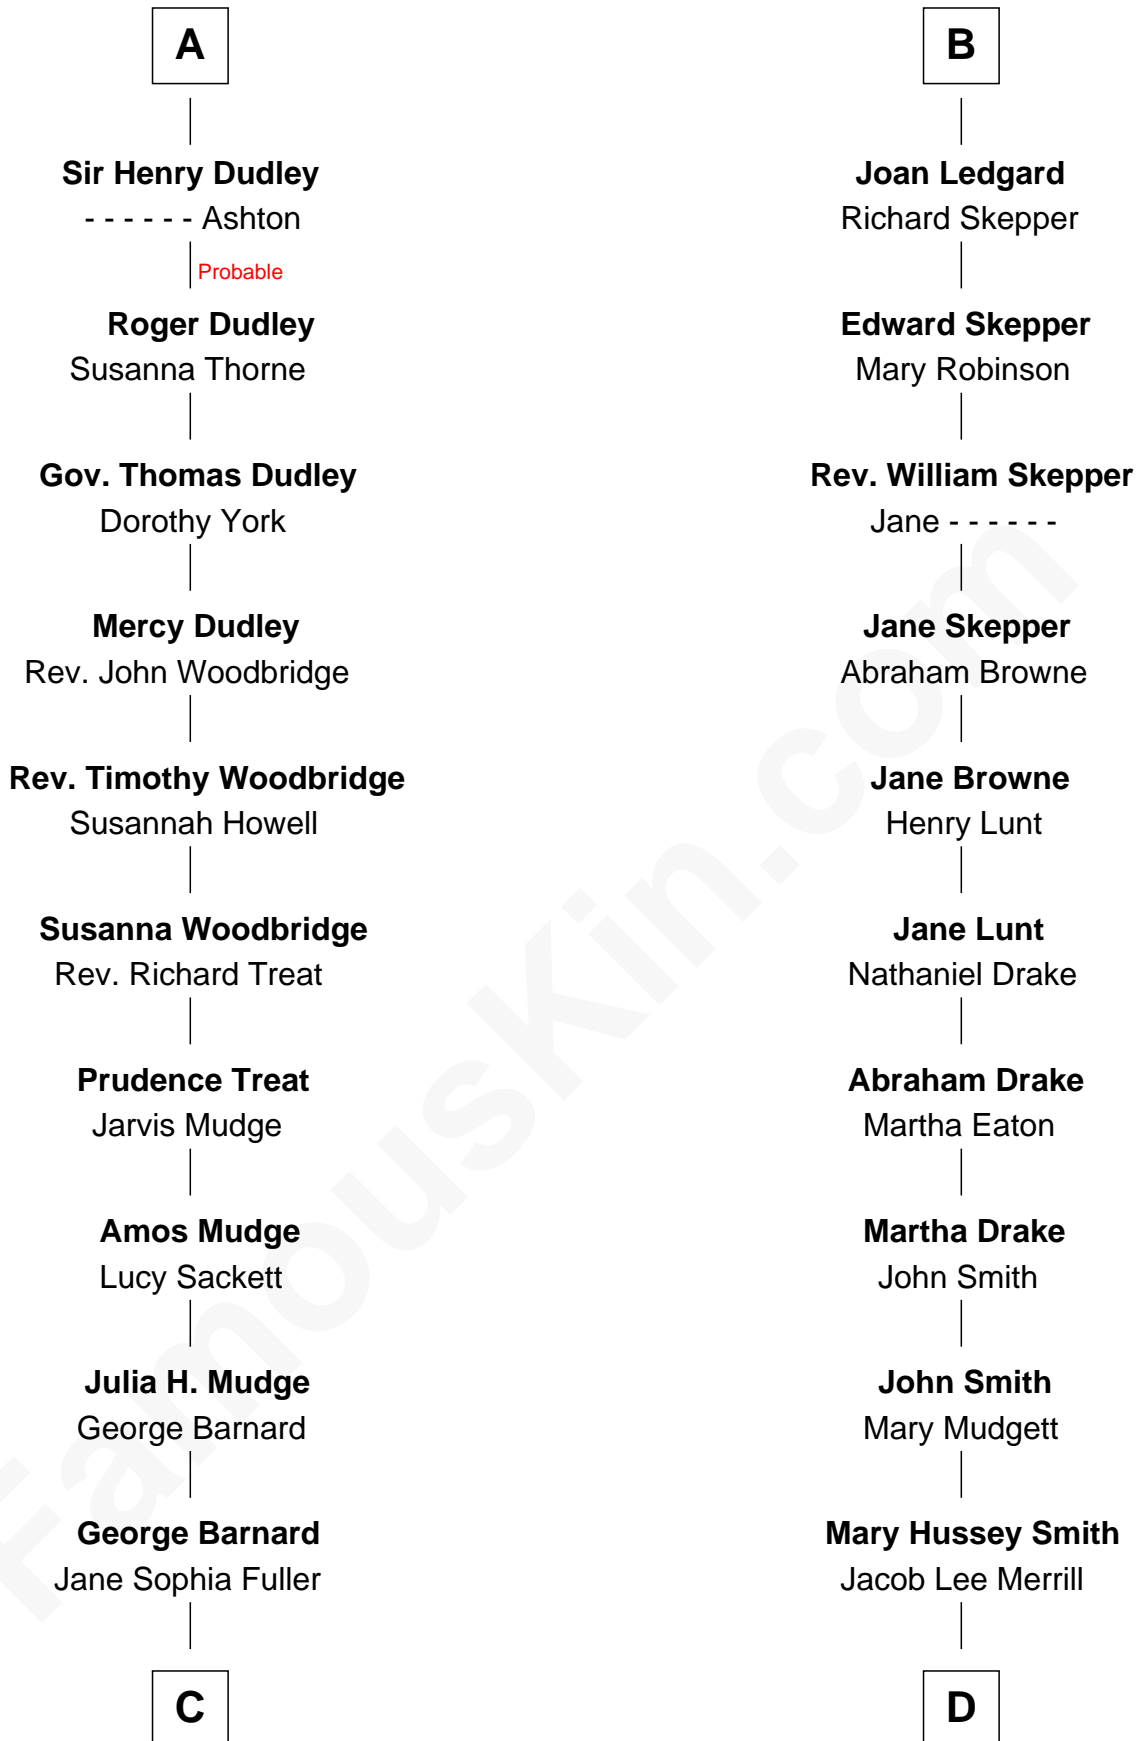 A
Sir Henry Dudley
- - - - - - Ashton
Probable
Roger Dudley
Susanna Thorne
Gov. Thomas Dudley
Dorothy York
Mercy Dudley
Rev. John Woodbridge
Rev. Timothy Woodbridge
Susannah Howell
Susanna Woodbridge
Rev. Richard Treat
Prudence Treat
Jarvis Mudge
Amos Mudge
Lucy Sackett
Julia H. Mudge
George Barnard
George Barnard
Jane Sophia Fuller
C
B
Joan Ledgard
Richard Skepper
Edward Skepper
Mary Robinson
Rev. William Skepper
Jane - - - - - -
Jane Skepper
Abraham Browne
Jane Browne
Henry Lunt
Jane Lunt
Nathaniel Drake
Abraham Drake
Martha Eaton
Martha Drake
John Smith
John Smith
Mary Mudgett
Mary Hussey Smith
Jacob Lee Merrill
D
FamousKin.com